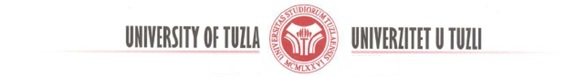 UNIVERSITY OF TUZLA
UNIVERSITAS STUDIORUM TUZLAENSIS
MCMLXXVI
UNIVERZITET U TUZLI